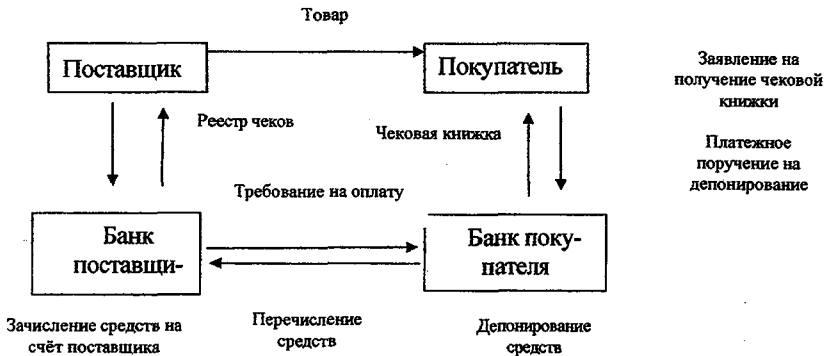 Товар
Поставщик
Покупатель
Заявление на
получение чековой
книжки
Реестр чеков
Чековая книжка
Платежное
поручение на
депонирование
Требование на оплату
Банк
поставщи-
Банк поку-
пателя
Зачисление средств на
счёт поставщика
Перечисление
средств
Депонирование
средств